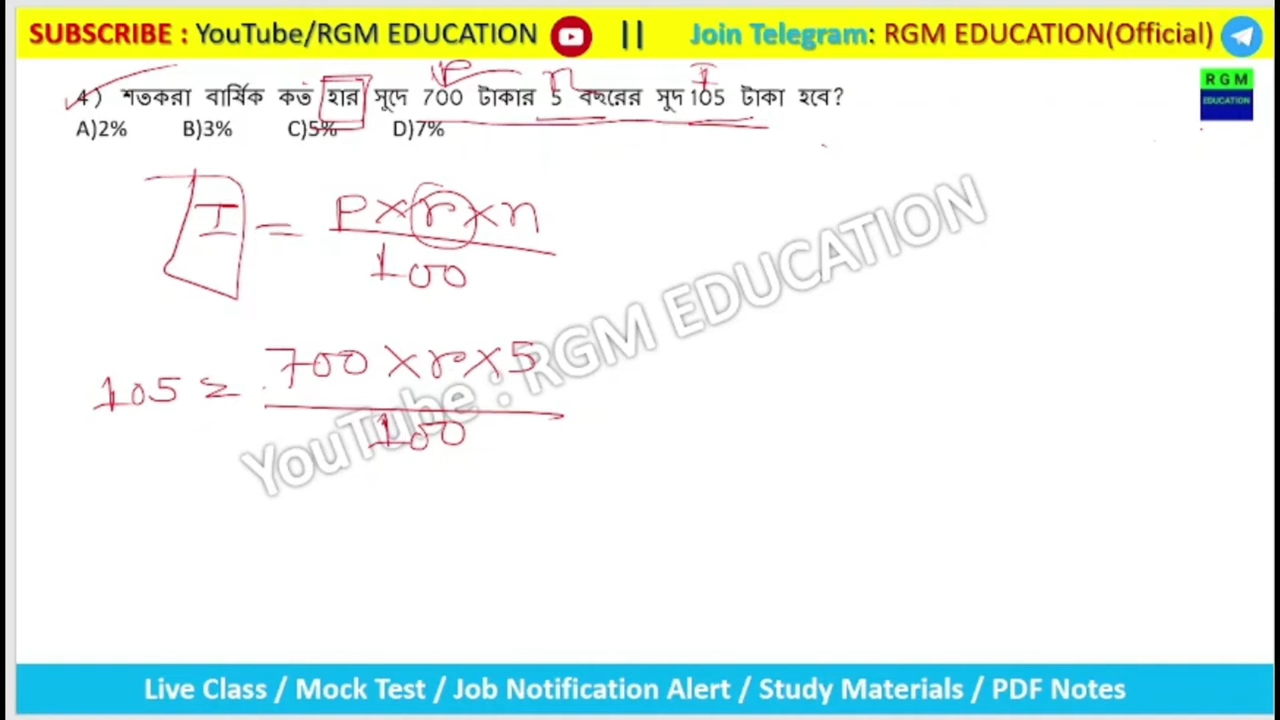 SUBSCRIBE : YouTube/RGM EDUCATION || Join Telegram: RGM EDUCATION(Official)
RGM
EDUCATION
P n I
4) শতকরা বার্ষিক কত হার সুদে 700 টাকার 5 বছরের সুদ 105 টাকা হবে?
A)2% B)3% C)5% D)7%
I = P×r×n
100
105 = 700×r×5
100
YouTube : RGM EDUCATION
Live Class / Mock Test / Job Notification Alert / Study Materials / PDF Notes